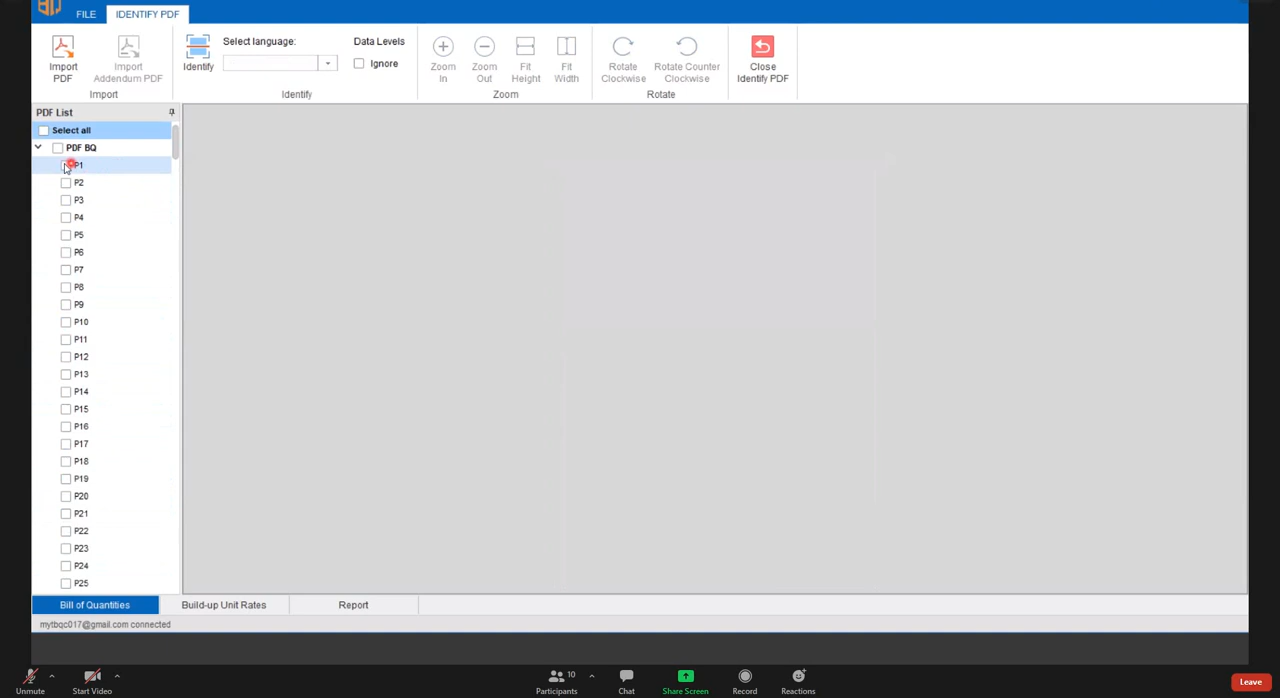 FILE
IDENTIFY PDF
Import PDF
Import Addendum PDF
Import
Identify
Select language:
Data Levels
Ignore
Identify
Zoom In
Zoom Out
Fit Height
Fit Width
Zoom
Rotate Clockwise
Rotate Counter Clockwise
Rotate
Close Identify PDF
PDF List
Select all
PDF BQ
P1
P2
P3
P4
P5
P6
P7
P8
P9
P10
P11
P12
P13
P14
P15
P16
P17
P18
P19
P20
P21
P22
P23
P24
P25
Bill of Quantities
Build-up Unit Rates
Report
mytbqc017@gmail.com connected
Unmute
Start Video
Participants
10
Chat
Share Screen
Record
Reactions
Leave